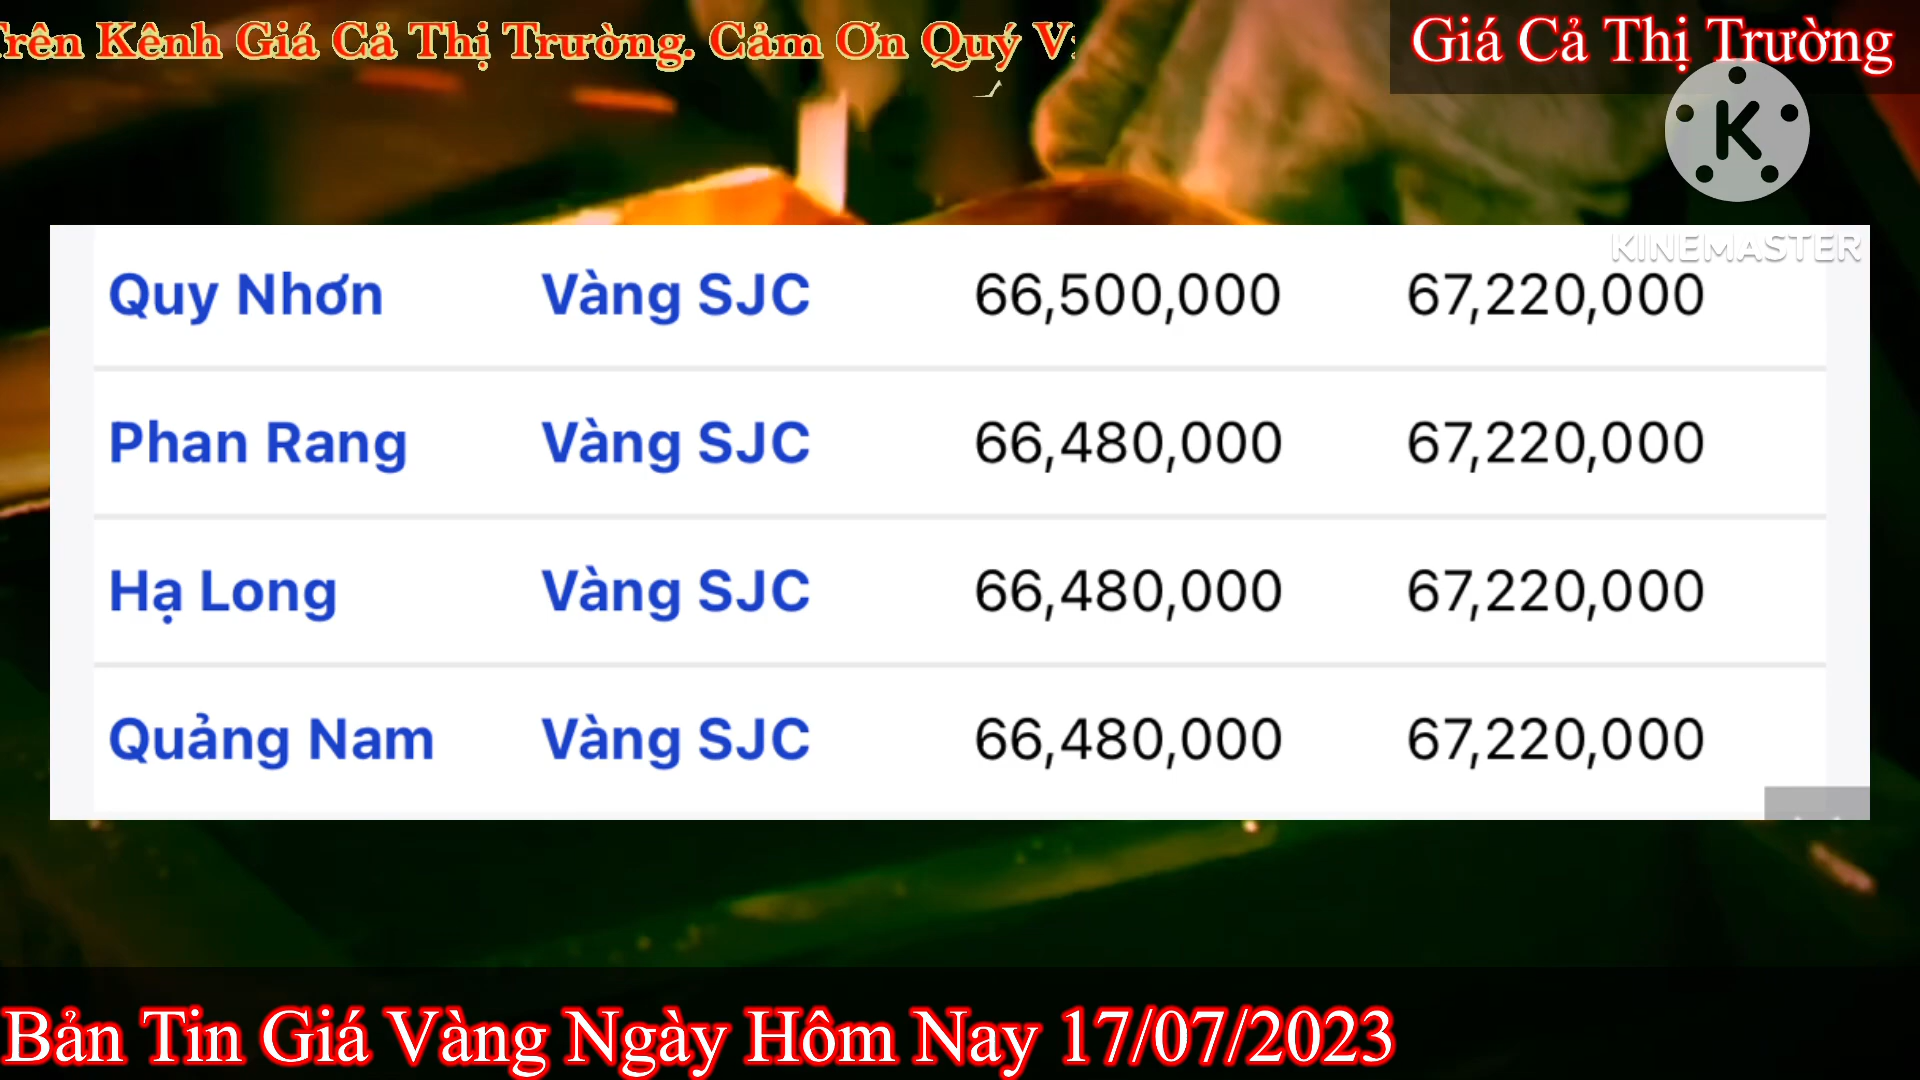 rên Kênh Giá Cả Thị Trường. Cảm Ơn Quý
Giá Cả Thị Trường
K
KINEMASTER
Quy Nhơn Vàng SJC 66,500,000 67,220,000
Phan Rang Vàng SJC 66,480,000 67,220,000
Hạ Long Vàng SJC 66,480,000 67,220,000
Quảng Nam Vàng SJC 66,480,000 67,220,000
Bản Tin Giá Vàng Ngày Hôm Nay 17/07/2023